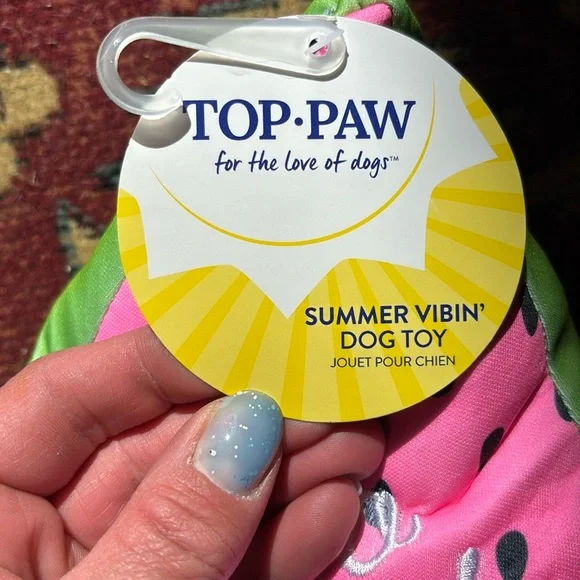 TOP·PAW
for the love of dogs™
SUMMER VIBIN'
DOG TOY
JOUET POUR CHIEN